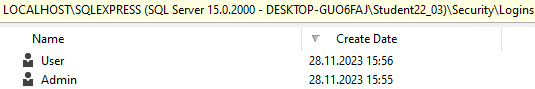 LOCALHOST\SQLEXPRESS (SQL Server 15.0.2000 - DESKTOP-GUO6FAJ\Student22_03)\Security\Logins
Name Create Date
User 28.11.2023 15:56
Admin 28.11.2023 15:55